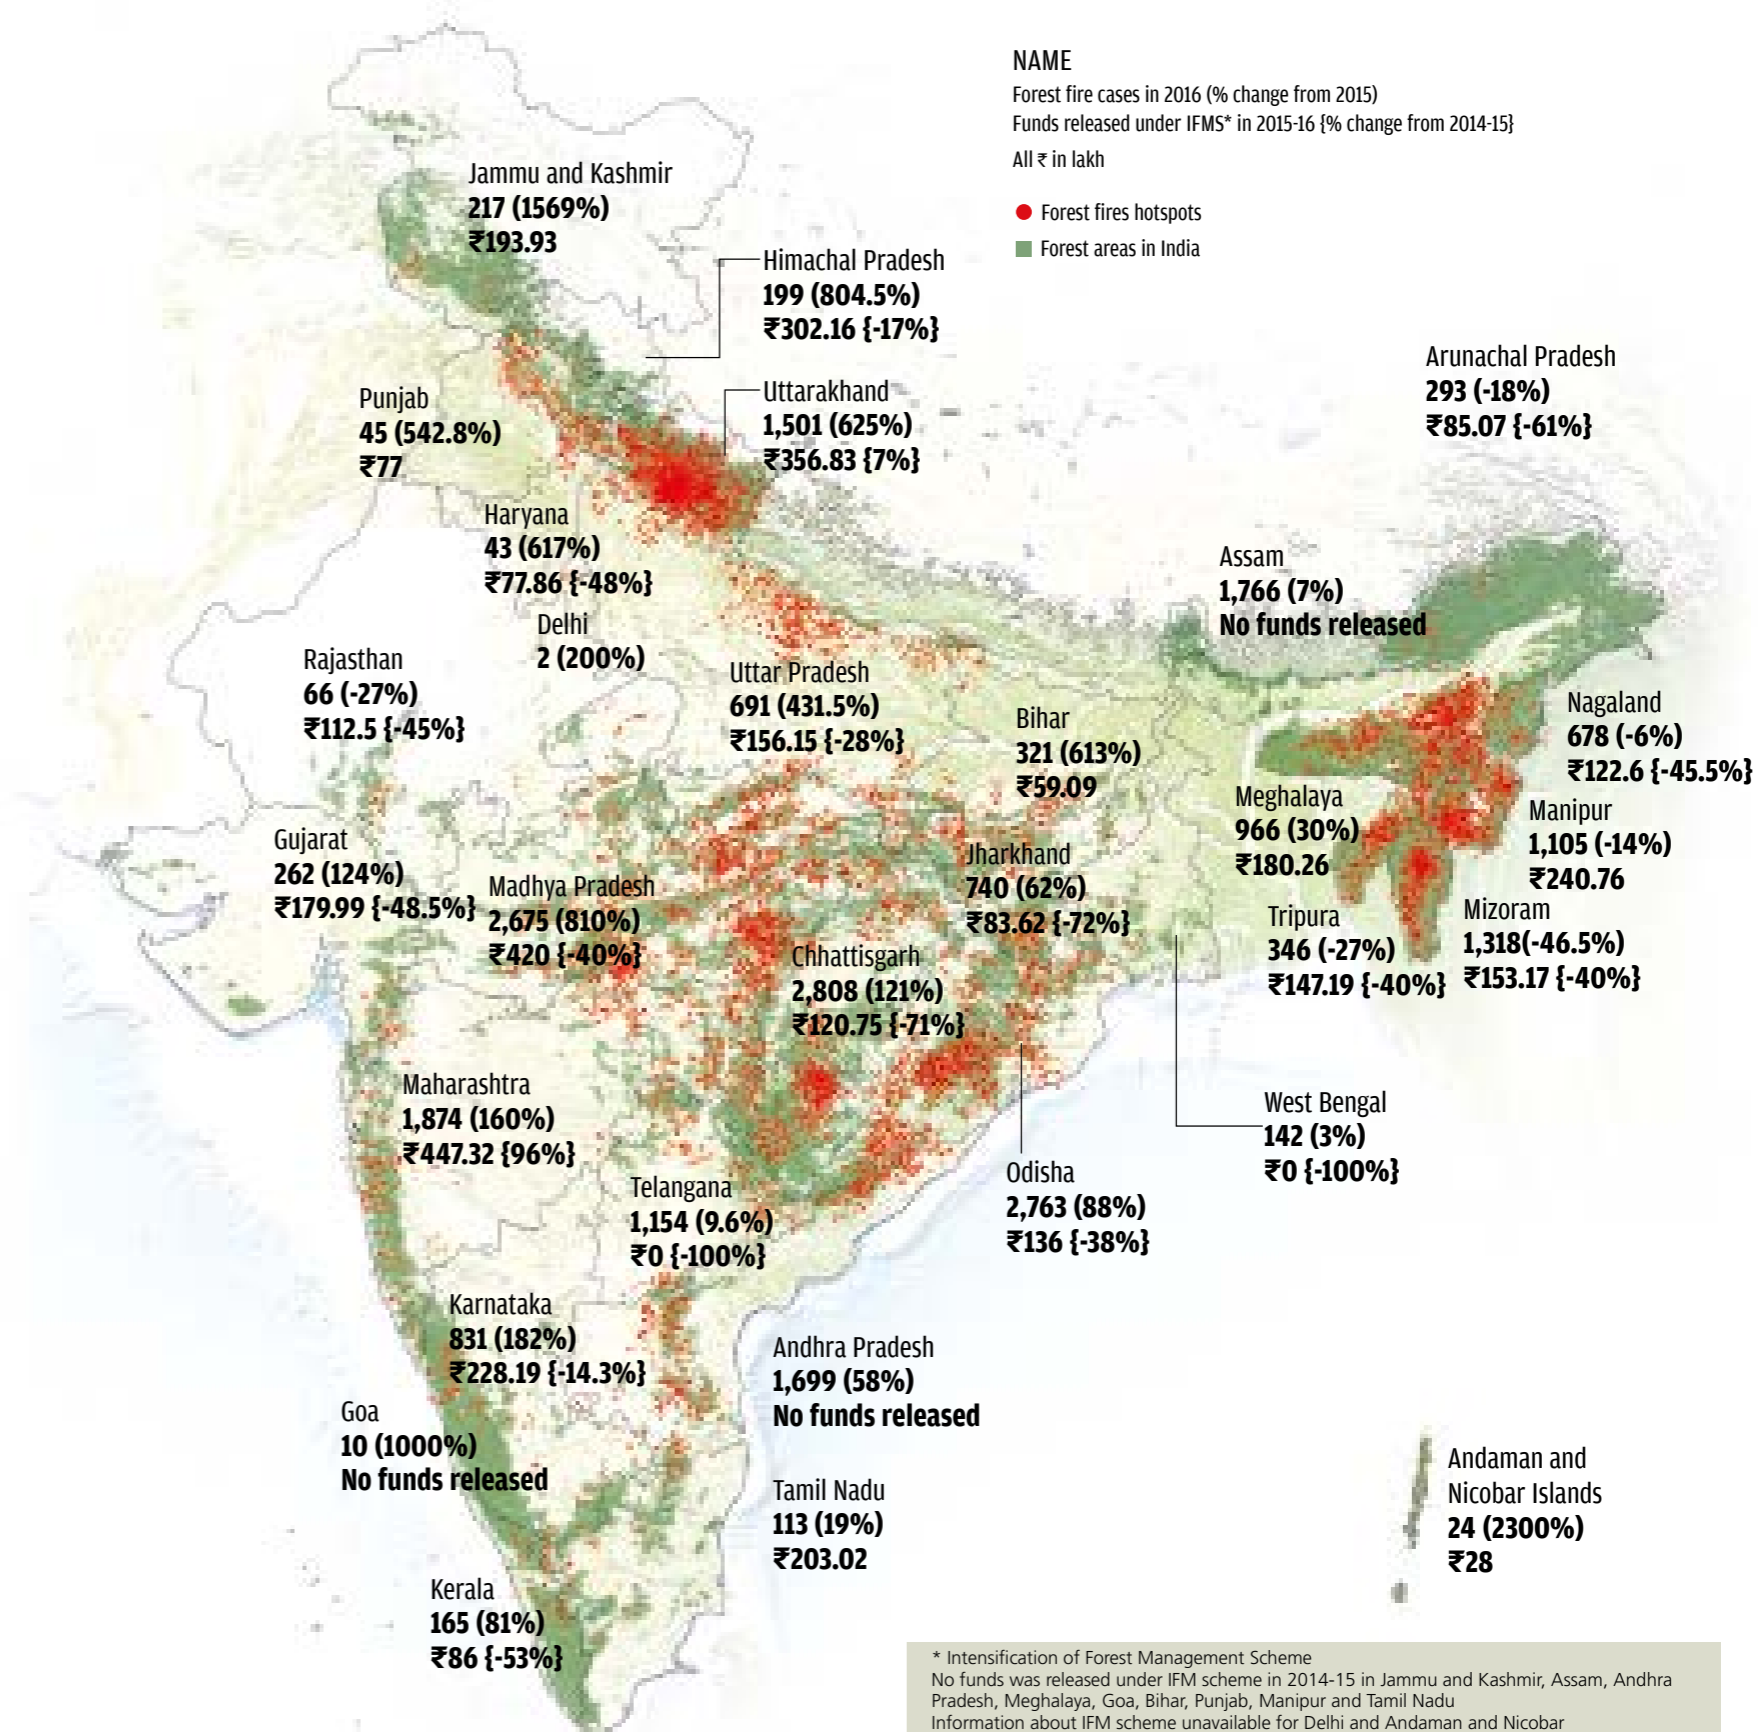 NAME
Forest fire cases in 2016 (% change from 2015)
Funds released under IFMS* in 2015-16 {% change from 2014-15}
All ₹ in lakh
Forest fires hotspots
Forest areas in India
Jammu and Kashmir
217 (1569%)
₹193.93
Himachal Pradesh
199 (804.5%)
₹302.16 {-17%}
Uttarakhand
1,501 (625%)
₹356.83 {7%}
Arunachal Pradesh
293 (-18%)
₹85.07 {-61%}
Punjab
45 (542.8%)
₹77
Haryana
43 (617%)
₹77.86 {-48%}
Delhi
2 (200%)
Assam
1,766 (7%)
No funds released
Rajasthan
66 (-27%)
₹112.5 {-45%}
Uttar Pradesh
691 (431.5%)
₹156.15 {-28%}
Bihar
321 (613%)
₹59.09
Nagaland
678 (-6%)
₹122.6 {-45.5%}
Meghalaya
966 (30%)
₹180.26
Manipur
1,105 (-14%)
₹240.76
Gujarat
262 (124%)
₹179.99 {-48.5%}
Madhya Pradesh
2,675 (810%)
₹420 {-40%}
Jharkhand
740 (62%)
₹83.62 {-72%}
Tripura
346 (-27%)
₹147.19 {-40%}
Mizoram
1,318(-46.5%)
₹153.17 {-40%}
Chhattisgarh
2,808 (121%)
₹120.75 {-71%}
Maharashtra
1,874 (160%)
₹447.32 {96%}
West Bengal
142 (3%)
₹0 {-100%}
Odisha
2,763 (88%)
₹136 {-38%}
Telangana
1,154 (9.6%)
₹0 {-100%}
Karnataka
831 (182%)
₹228.19 {-14.3%}
Andhra Pradesh
1,699 (58%)
No funds released
Goa
10 (1000%)
No funds released
Tamil Nadu
113 (19%)
₹203.02
Andaman and
Nicobar Islands
24 (2300%)
₹28
Kerala
165 (81%)
₹86 {-53%}
* Intensification of Forest Management Scheme
No funds was released under IFM scheme in 2014-15 in Jammu and Kashmir, Assam, Andhra
Pradesh, Meghalaya, Goa, Bihar, Punjab, Manipur and Tamil Nadu
Information about IFM scheme unavailable for Delhi and Andaman and Nicobar